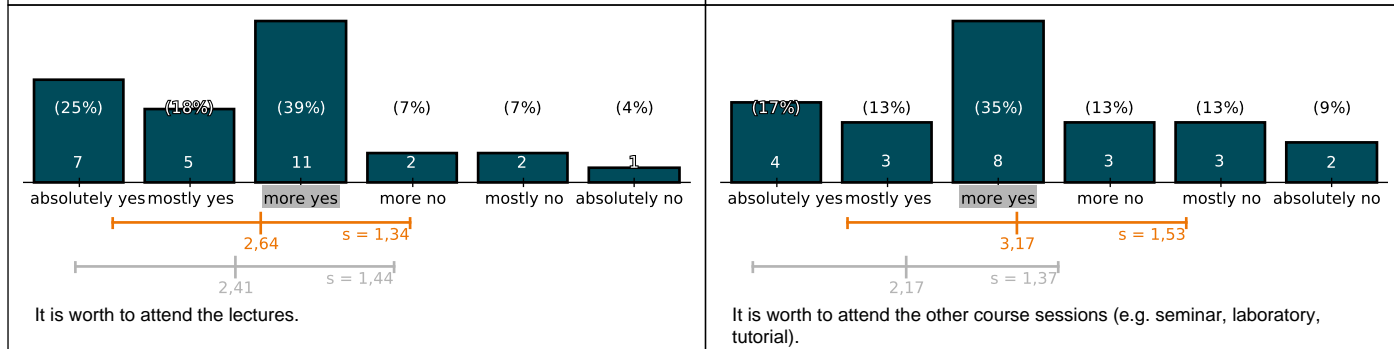 (25%) (18%) (39%) (7%) (7%) (4%)
7 5 11 2 2 1
absolutely yes mostly yes more yes more no mostly no absolutely no
s = 1,34
2,64
s = 1,44
2,41
It is worth to attend the lectures.
(17%) (13%) (35%) (13%) (13%) (9%)
4 3 8 3 3 2
absolutely yes mostly yes more yes more no mostly no absolutely no
s = 1,53
3,17
s = 1,37
2,17
It is worth to attend the other course sessions (e.g. seminar, laboratory,
tutorial).